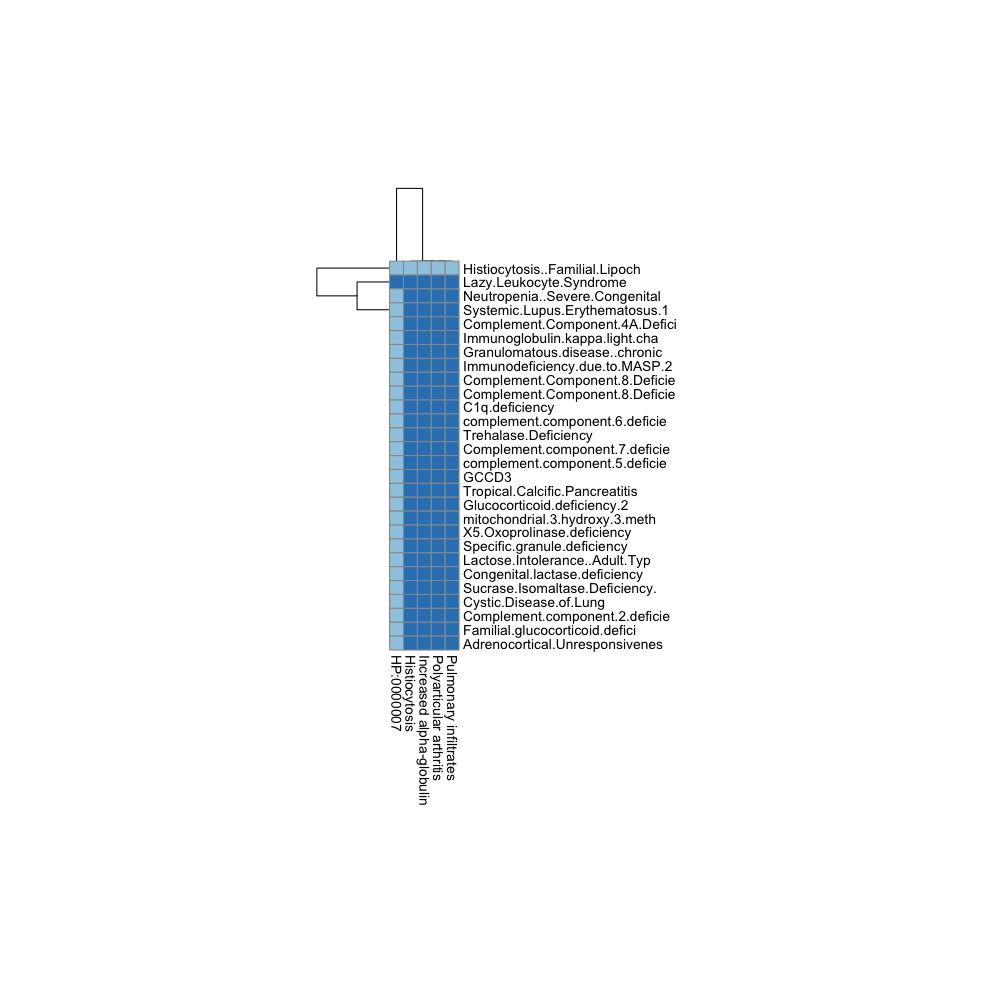 Histiocytosis..Familial.Lipoch
Lazy.Leukocyte.Syndrome
Neutropenia..Severe.Congenital
Systemic.Lupus.Erythematosus.1
Complement.Component.4A.Defici
Immunoglobulin.kappa.light.cha
Granulomatous.disease..chronic
Immunodeficiency.due.to.MASP.2
Complement.Component.8.Deficie
Complement.Component.8.Deficie
C1q.deficiency
complement.component.6.deficie
Trehalase.Deficiency
Complement.component.7.deficie
complement.component.5.deficie
GCCD3
Tropical.Calcific.Pancreatitis
Glucocorticoid.deficiency.2
mitochondrial.3.hydroxy.3.meth
X5.Oxoprolinase.deficiency
Specific.granule.deficiency
Lactose.Intolerance..Adult.Typ
Congenital.lactase.deficiency
Sucrase.Isomaltase.Deficiency.
Cystic.Disease.of.Lung
Complement.component.2.deficie
Familial.glucocorticoid.defici
Adrenocortical.Unresponsivenes
HP:0000007
Histiocytosis
Increased alpha-globulin
Polyarticular arthritis
Pulmonary infiltrates